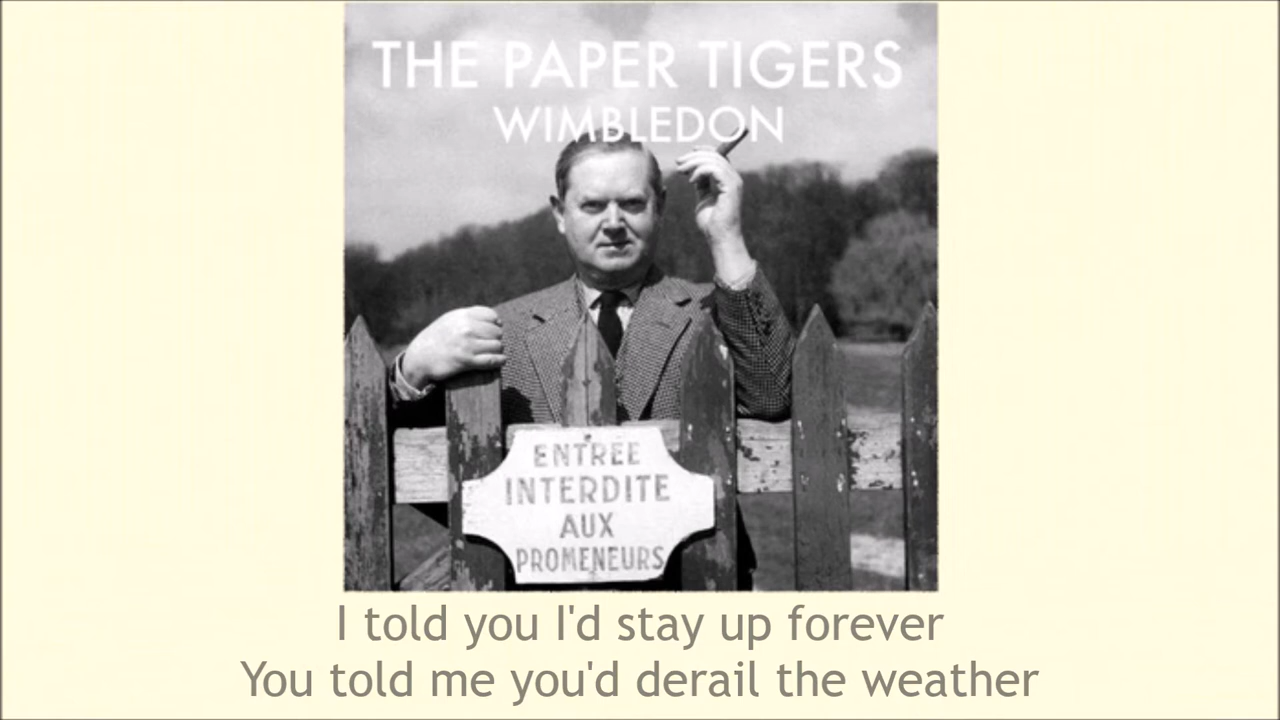 THE PAPER TIGERS
WIMBLEDON
ENTREE
INTERDITE
AUX
PROMENEURS
I told you I'd stay up forever
You told me you'd derail the weather